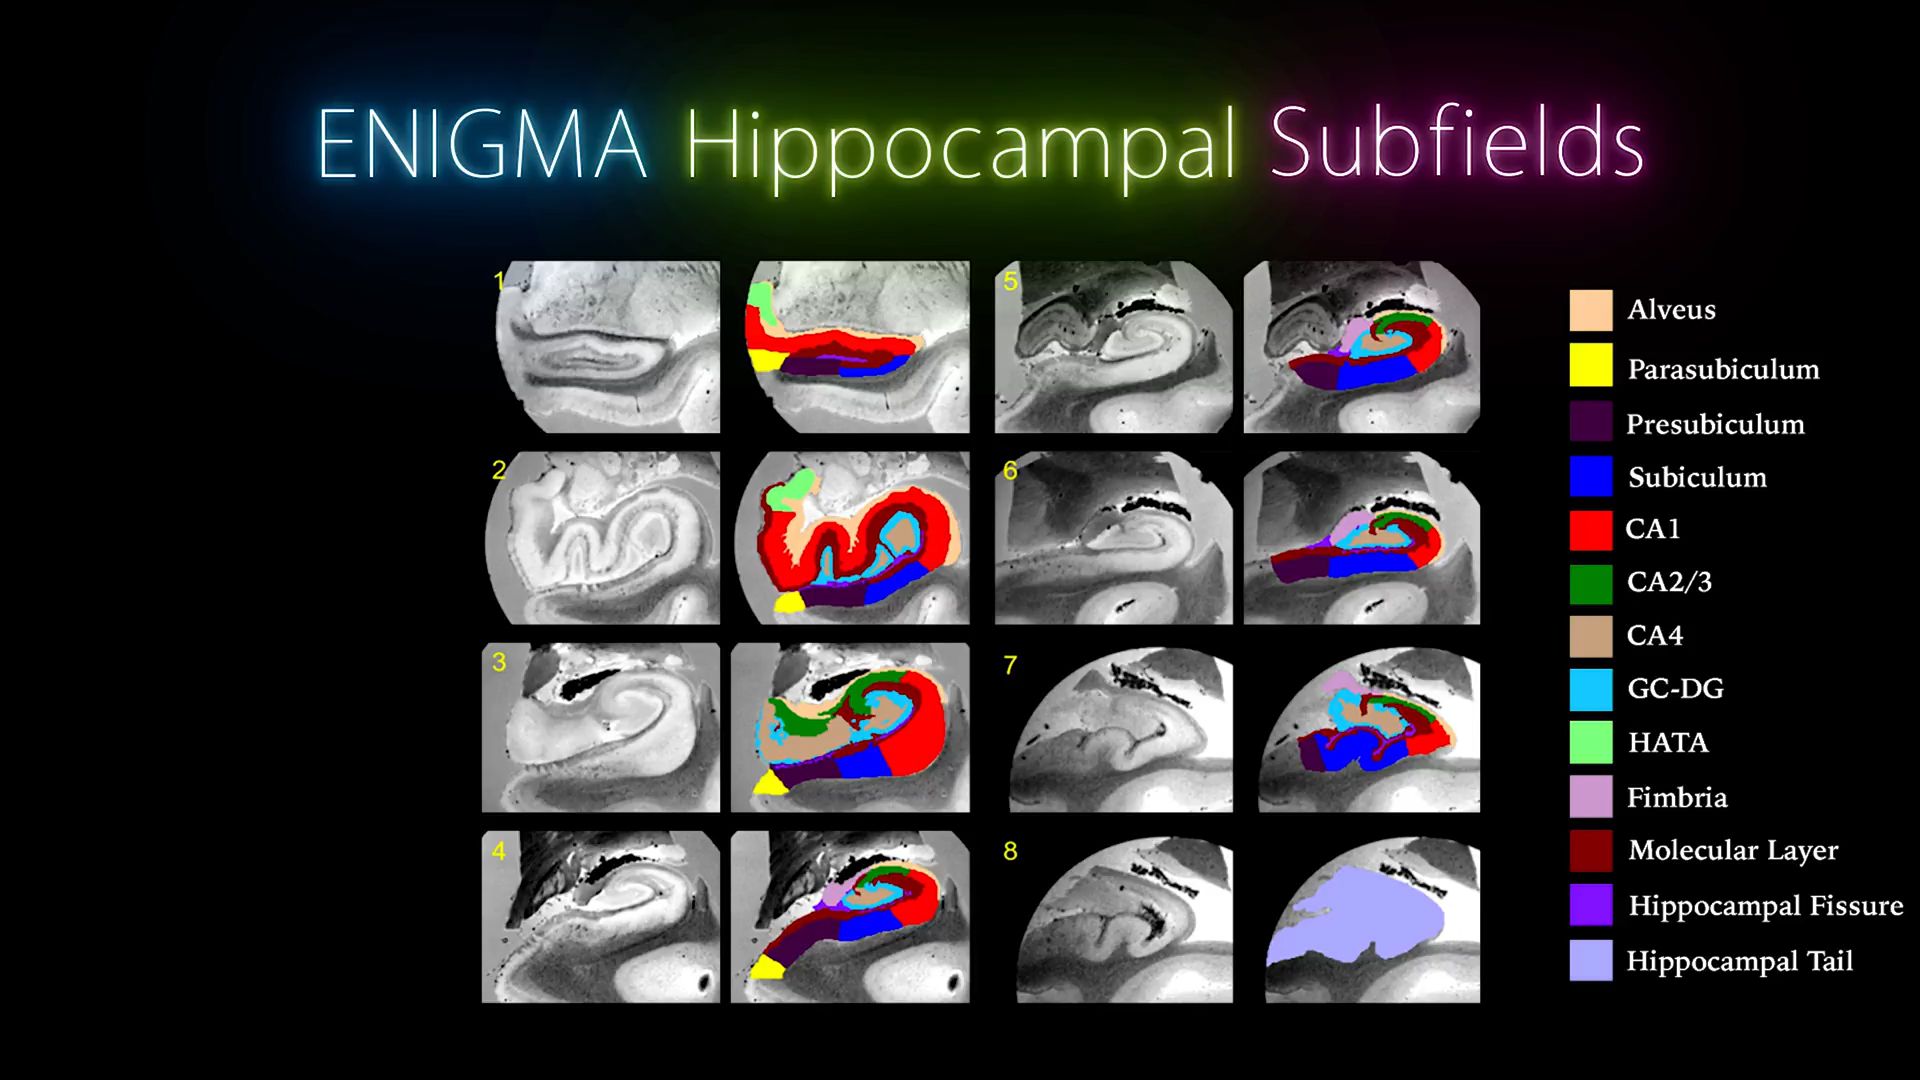 ENIGMA Hippocampal Subfields
1
5
2
6
3
7
4
8
Alveus
Parasubiculum
Presubiculum
Subiculum
CA1
CA2/3
CA4
GC-DG
HATA
Fimbria
Molecular Layer
Hippocampal Fissure
Hippocampal Tail